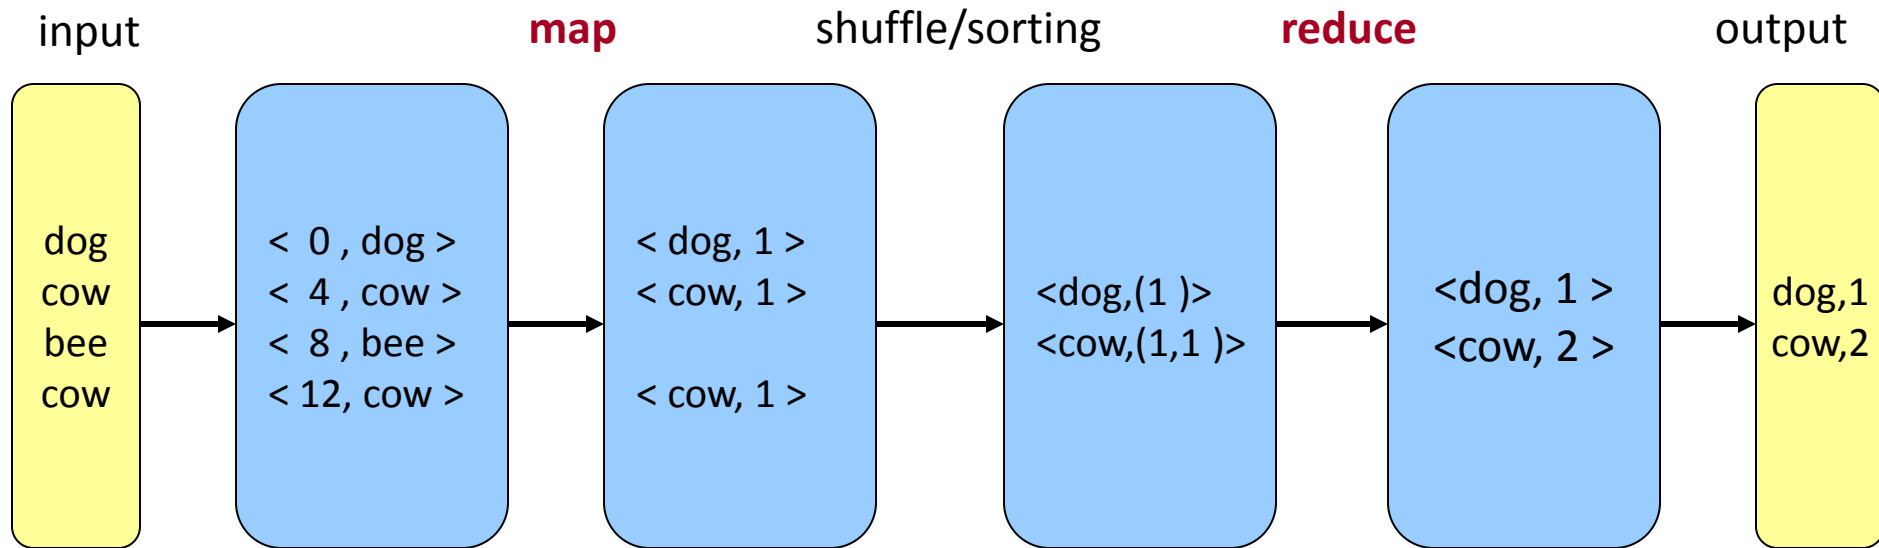 input
map
shuffle/sorting
reduce
output
dog
cow
bee
cow
< 0 , dog >
< 4 , cow >
< 8 , bee >
< 12, cow >
< dog, 1 >
< cow, 1 >
< cow, 1 >
<dog,(1 )>
<cow,(1,1 )>
<dog, 1 >
<cow, 2 >
dog,1
cow,2